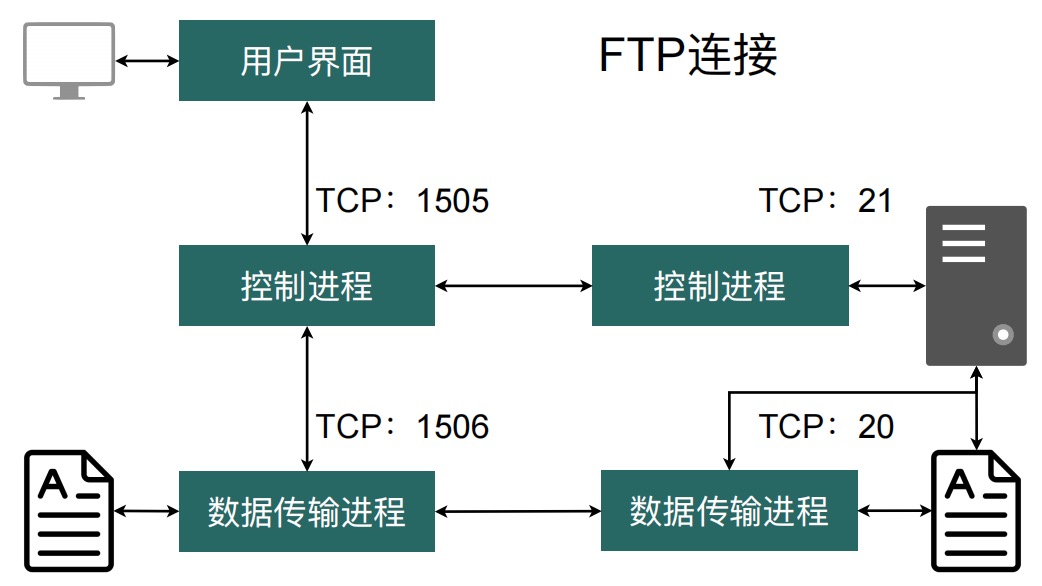 用户界面
FTP连接
TCP：1505
TCP：21
控制进程
控制进程
TCP：1506
TCP：20
A
A
数据传输进程
数据传输进程